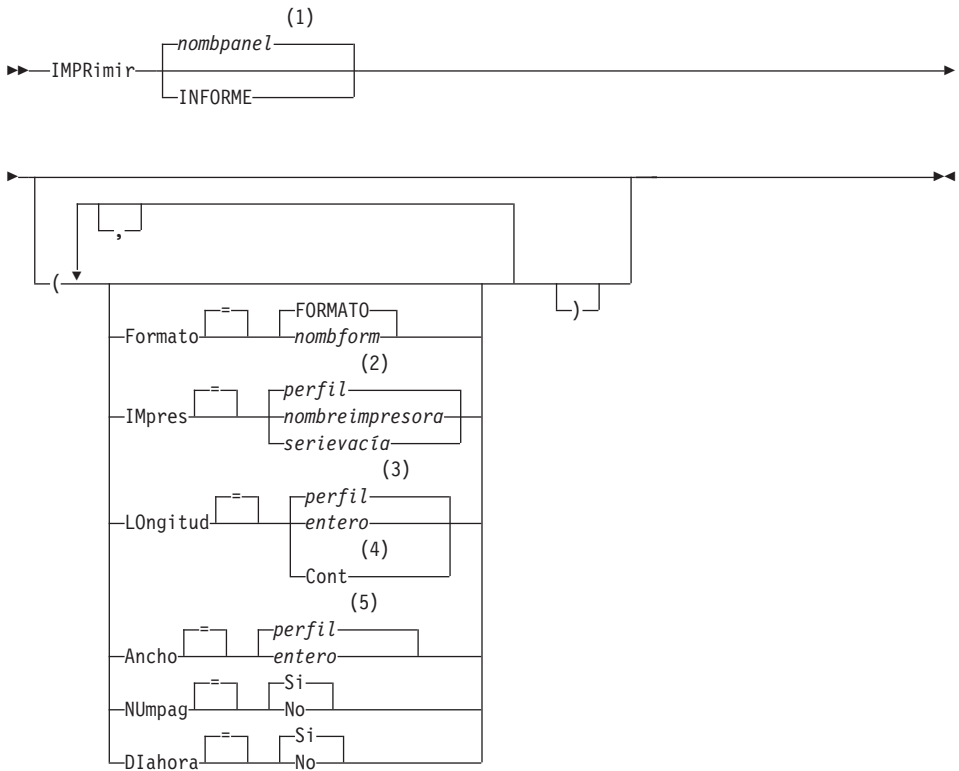 (1)
nombpanel
IMPRimir
INFORME
,
(
)
Formato = FORMATO
nombform
(2)
IMpres = perfil
nombreimpresora
serievacía
(3)
LOngitud = perfil
entero
(4)
Cont
(5)
Ancho = perfil
entero
NUmpag = Si
No
DIahora = Si
No